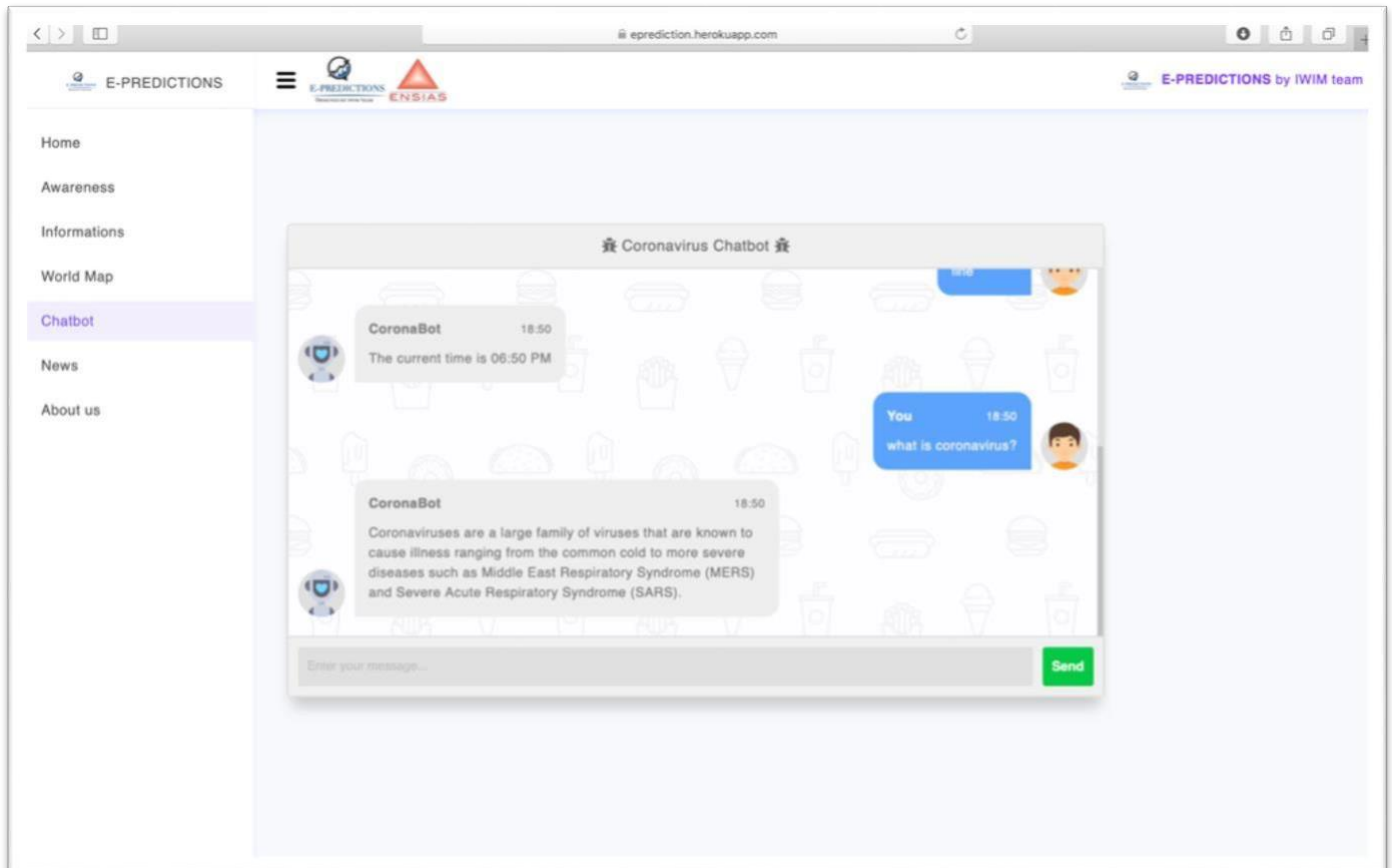 eprediction.herokuapp.com
E-PREDICTIONS
E-PREDICTIONS
ENSIAS
E-PREDICTIONS by IWIM team
Home
Awareness
Informations
World Map
Chatbot
News
About us
Coronavirus Chatbot
CoronaBot 18:50
The current time is 06:50 PM
You 18:50
what is coronavirus?
CoronaBot 18:50
Coronaviruses are a large family of viruses that are known to
cause illness ranging from the common cold to more severe
diseases such as Middle East Respiratory Syndrome (MERS)
and Severe Acute Respiratory Syndrome (SARS).
Enter your message...
Send